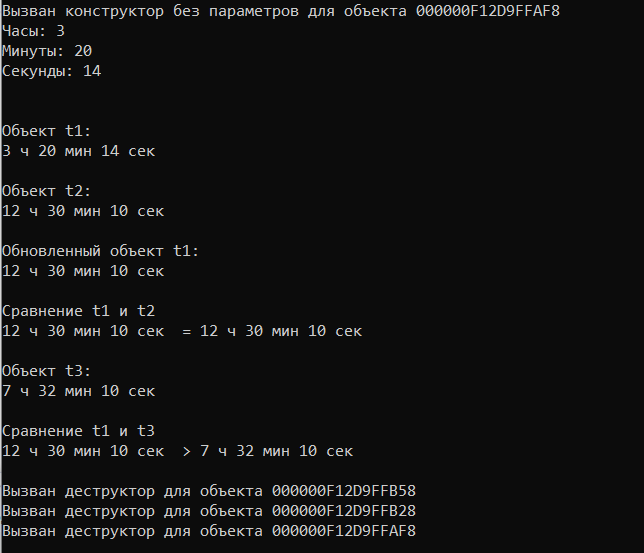 Вызван конструктор без параметров для объекта 000000F12D9FFAF8
Часы: 3
Минуты: 20
Секунды: 14
Объект t1:
3 ч 20 мин 14 сек
Объект t2:
12 ч 30 мин 10 сек
Обновленный объект t1:
12 ч 30 мин 10 сек
Сравнение t1 и t2
12 ч 30 мин 10 сек  = 12 ч 30 мин 10 сек
Объект t3:
7 ч 32 мин 10 сек
Сравнение t1 и t3
12 ч 30 мин 10 сек  > 7 ч 32 мин 10 сек
Вызван деструктор для объекта 000000F12D9FFB58
Вызван деструктор для объекта 000000F12D9FFB28
Вызван деструктор для объекта 000000F12D9FFAF8